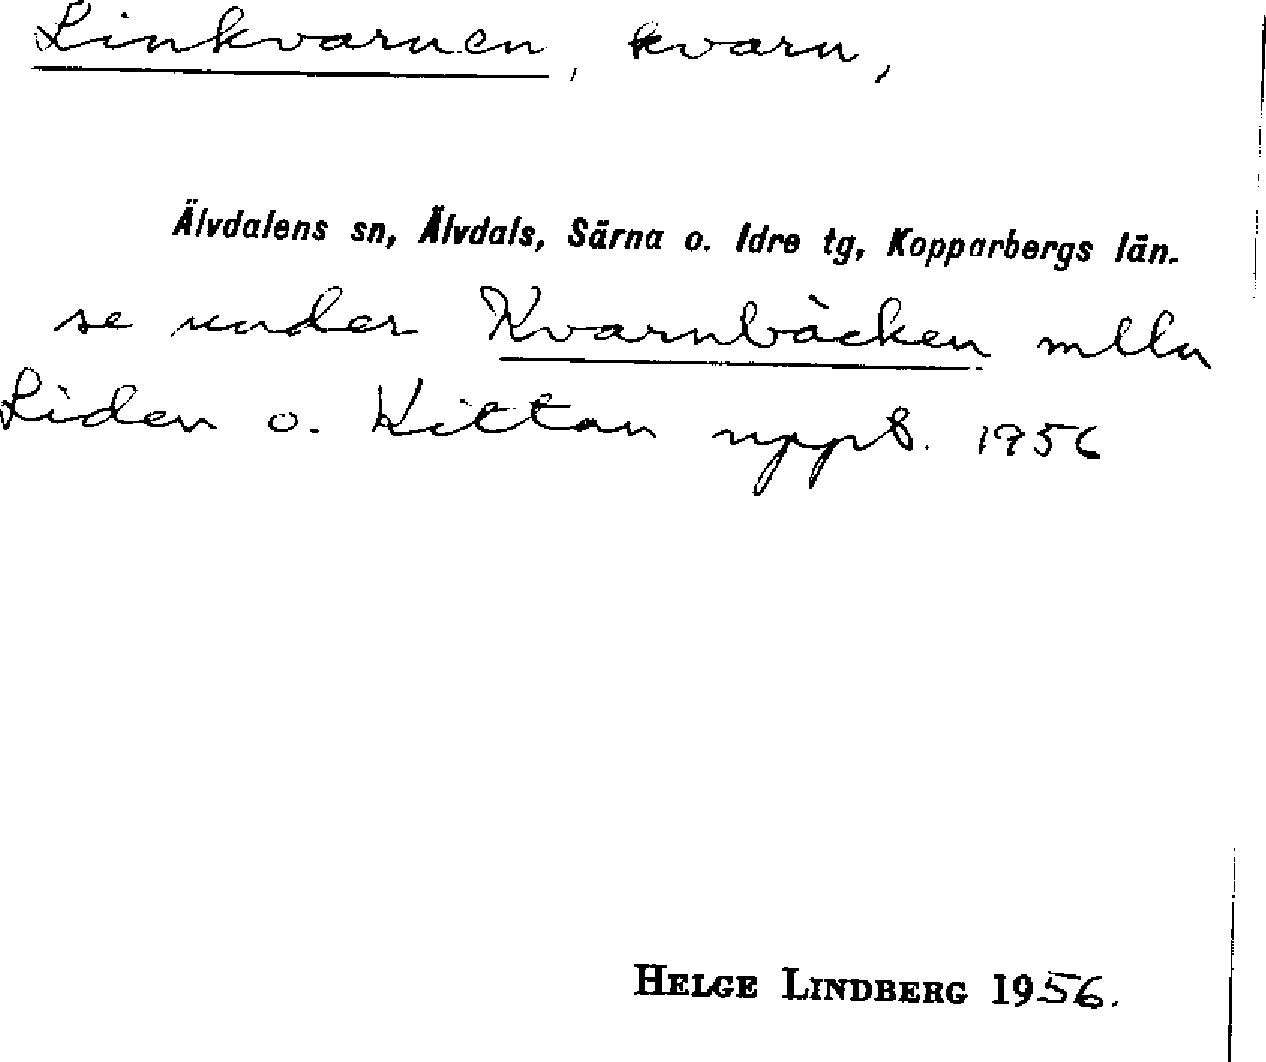 Linkvarnen, kvarn,
Älvdalens sn, Älvdals, Särna o. Idre tg, Kopparbergs län.
se under Kvarnbäcken mlla
Liden o. Kittan uppt. 1956
HELGE LINDBERG 1956.